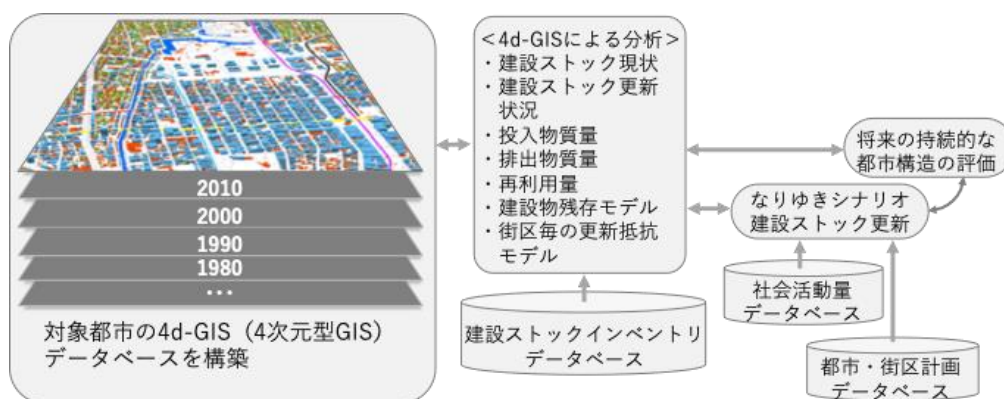 2010
2000
1990
1980
…
対象都市の4d-GIS（4次元型GIS）
データベースを構築
＜4d-GISによる分析＞
・建設ストック現状
・建設ストック更新
状況
・投入物質量
・排出物質量
・再利用量
・建設物残存モデル
・街区毎の更新抵抗
モデル
建設ストックインベントリ
データベース
将来の持続的な
都市構造の評価
なりゆきシナリオ
建設ストック更新
社会活動量
データベース
都市・街区計画
データベース